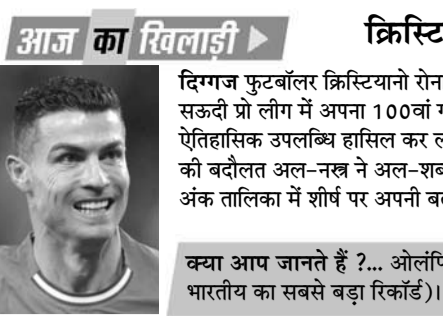 आज का खिलाड़ी
क्रिस्टि
दिग्गज फुटबॉलर क्रिस्टियानो रोन
सऊदी प्रो लीग में अपना 100वां
ऐतिहासिक उपलब्धि हासिल कर
की बदौलत अल-नस्र ने अल-शब
अंक तालिका में शीर्ष पर अपनी
क्या आप जानते हैं ?... ओलंपि
भारतीय का सबसे बड़ा रिकॉर्ड)।